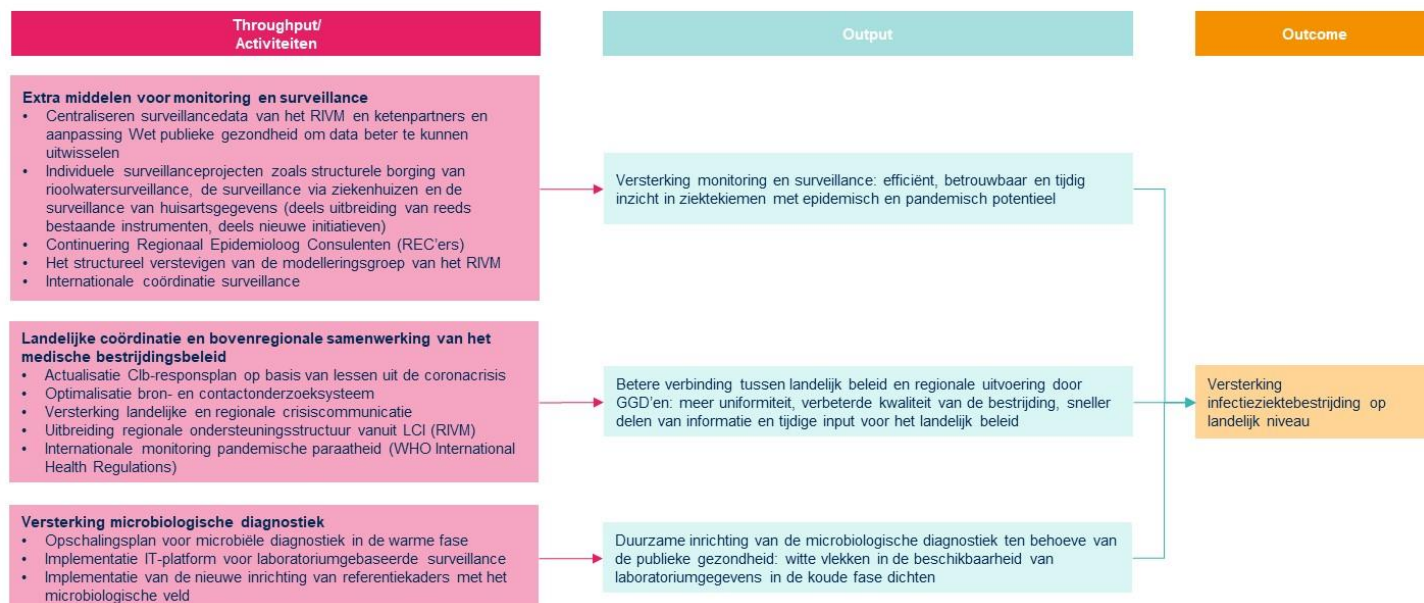 Throughput/
Activiteiten
Output
Outcome
Extra middelen voor monitoring en surveillance
• Centraliseren surveillancedata van het RIVM en ketenpartners en
aanpassing Wet publieke gezondheid om data beter te kunnen
uitwisselen
• Individuele surveillanceprojecten zoals structurele borging van
rioolwatersurveillance, de surveillance via ziekenhuizen en de
surveillance van huisartsgegevens (deels uitbreiding van reeds
bestaande instrumenten, deels nieuwe initiatieven)
• Continuering Regionaal Epidemioloog Consulenten (REC'ers)
• Het structureel verstevigen van de modelleringsgroep van het RIVM
• Internationale coördinatie surveillance
Versterking monitoring en surveillance: efficiënt, betrouwbaar en tijdig
inzicht in ziektekiemen met epidemisch en pandemisch potentieel
Landelijke coördinatie en bovenregionale samenwerking van het
medische bestrijdingsbeleid
• Actualisatie CIb-responsplan op basis van lessen uit de coronacrisis
• Optimalisatie bron- en contactonderzoeksysteem
• Versterking landelijke en regionale crisiscommunicatie
• Uitbreiding regionale ondersteuningsstructuur vanuit LCI (RIVM)
• Internationale monitoring pandemische paraatheid (WHO International
Health Regulations)
Betere verbinding tussen landelijk beleid en regionale uitvoering door
GGD'en: meer uniformiteit, verbeterde kwaliteit van de bestrijding, sneller
delen van informatie en tijdige input voor het landelijk beleid
Versterking
infectieziektebestrijding op
landelijk niveau
Versterking microbiologische diagnostiek
• Opschalingsplan voor microbiële diagnostiek in de warme fase
• Implementatie IT-platform voor laboratoriumgebaseerde surveillance
• Implementatie van de nieuwe inrichting van referentiekaders met het
microbiologische veld
Duurzame inrichting van de microbiologische diagnostiek ten behoeve van
de publieke gezondheid: witte vlekken in de beschikbaarheid van
laboratoriumgegevens in de koude fase dichten